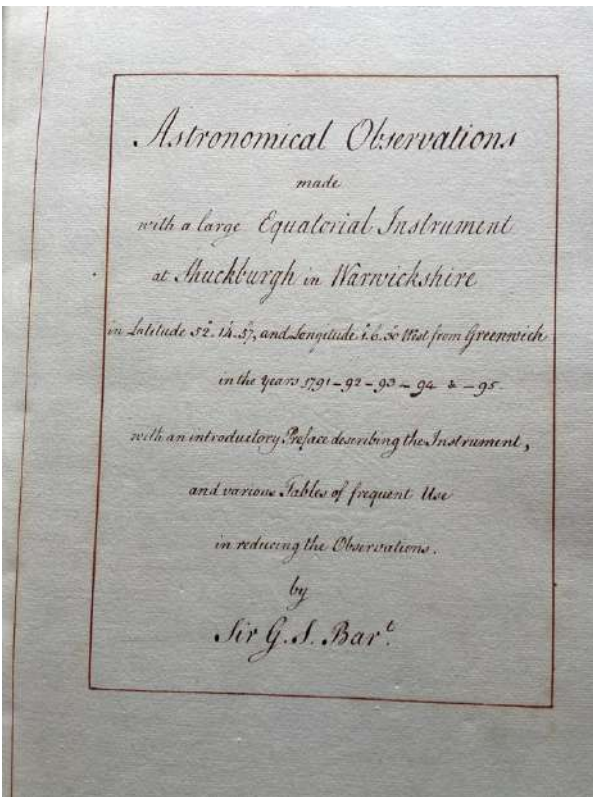 Astronomical Observations
made
with a large Equatorial Instrument
at Shuckburgh in Warwickshire
in Latitude 52°.14'.57", and Longitude 1°.6'.50" West from Greenwich
in the Years 1791 – 92 – 93 – 94 & – 95.
with an introductory Preface describing the Instrument,
and various Tables of frequent Use
in reducing the Observations.
by
Sir G. S. Barᵗ.